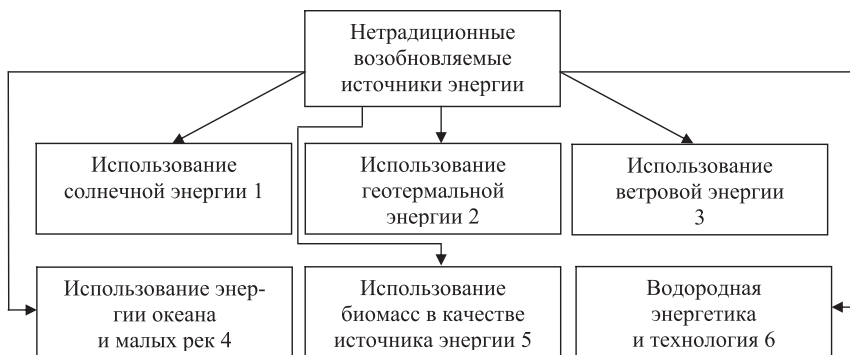 Нетрадиционные
возобновляемые
источники энергии
Использование
солнечной энергии 1
Использование
геотермальной
энергии 2
Использование
ветровой энергии
3
Использование энер-
гии океана
и малых рек 4
Использование
биомасс в качестве
источника энергии 5
Водородная
энергетика
и технология 6